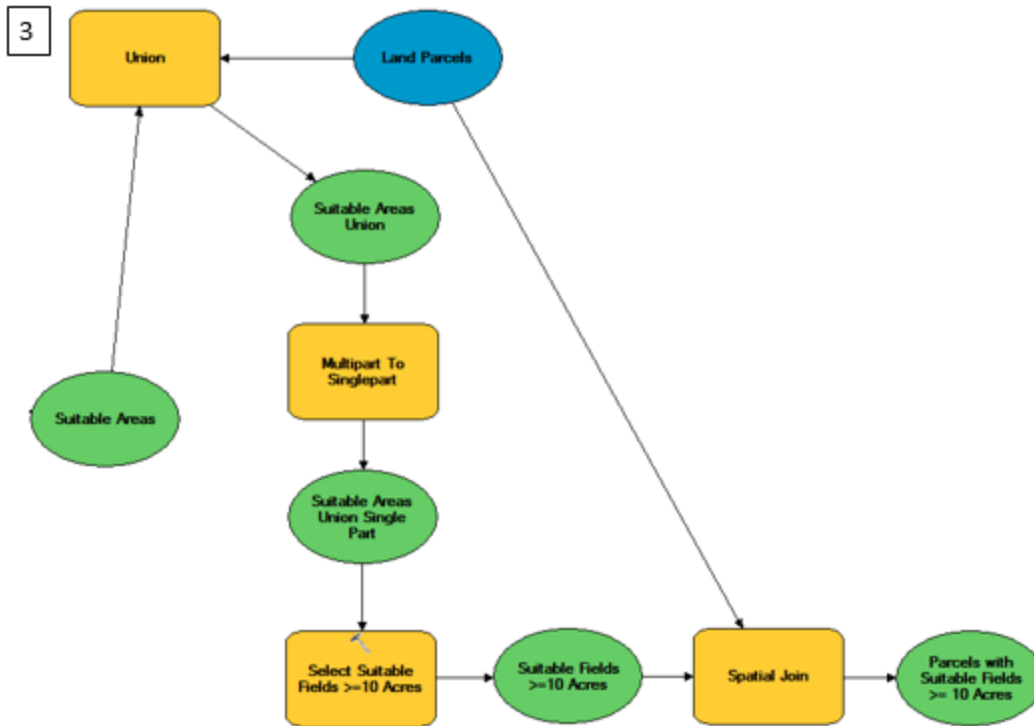 3
Union
Land Parcels
Suitable Areas
Union
Multipart To
Singlepart
Suitable Areas
Suitable Areas
Union Single
Part
Select Suitable
Fields >=10 Acres
Suitable Fields
>=10 Acres
Spatial Join
Parcels with
Suitable Fields
>= 10 Acres